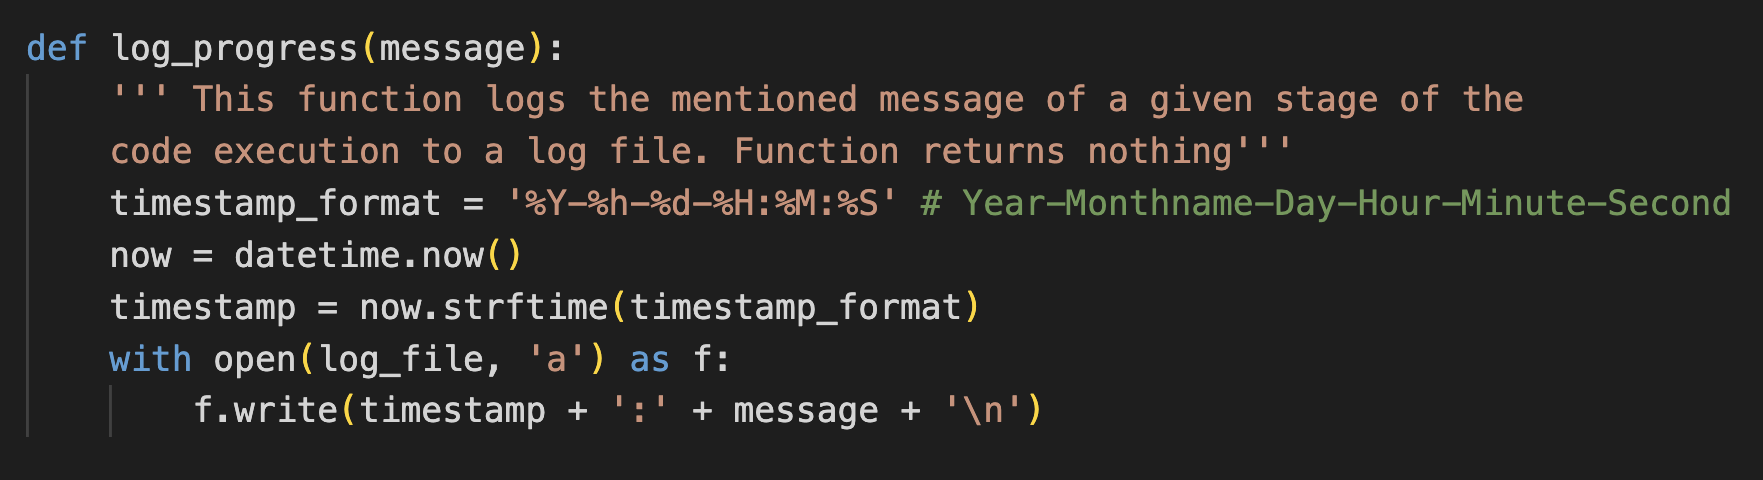 def log_progress(message):
    ''' This function logs the mentioned message of a given stage of the
    code execution to a log file. Function returns nothing'''
    timestamp_format = '%Y-%h-%d-%H:%M:%S' # Year-Monthname-Day-Hour-Minute-Second
    now = datetime.now()
    timestamp = now.strftime(timestamp_format)
    with open(log_file, 'a') as f:
        f.write(timestamp + ':' + message + '\n')